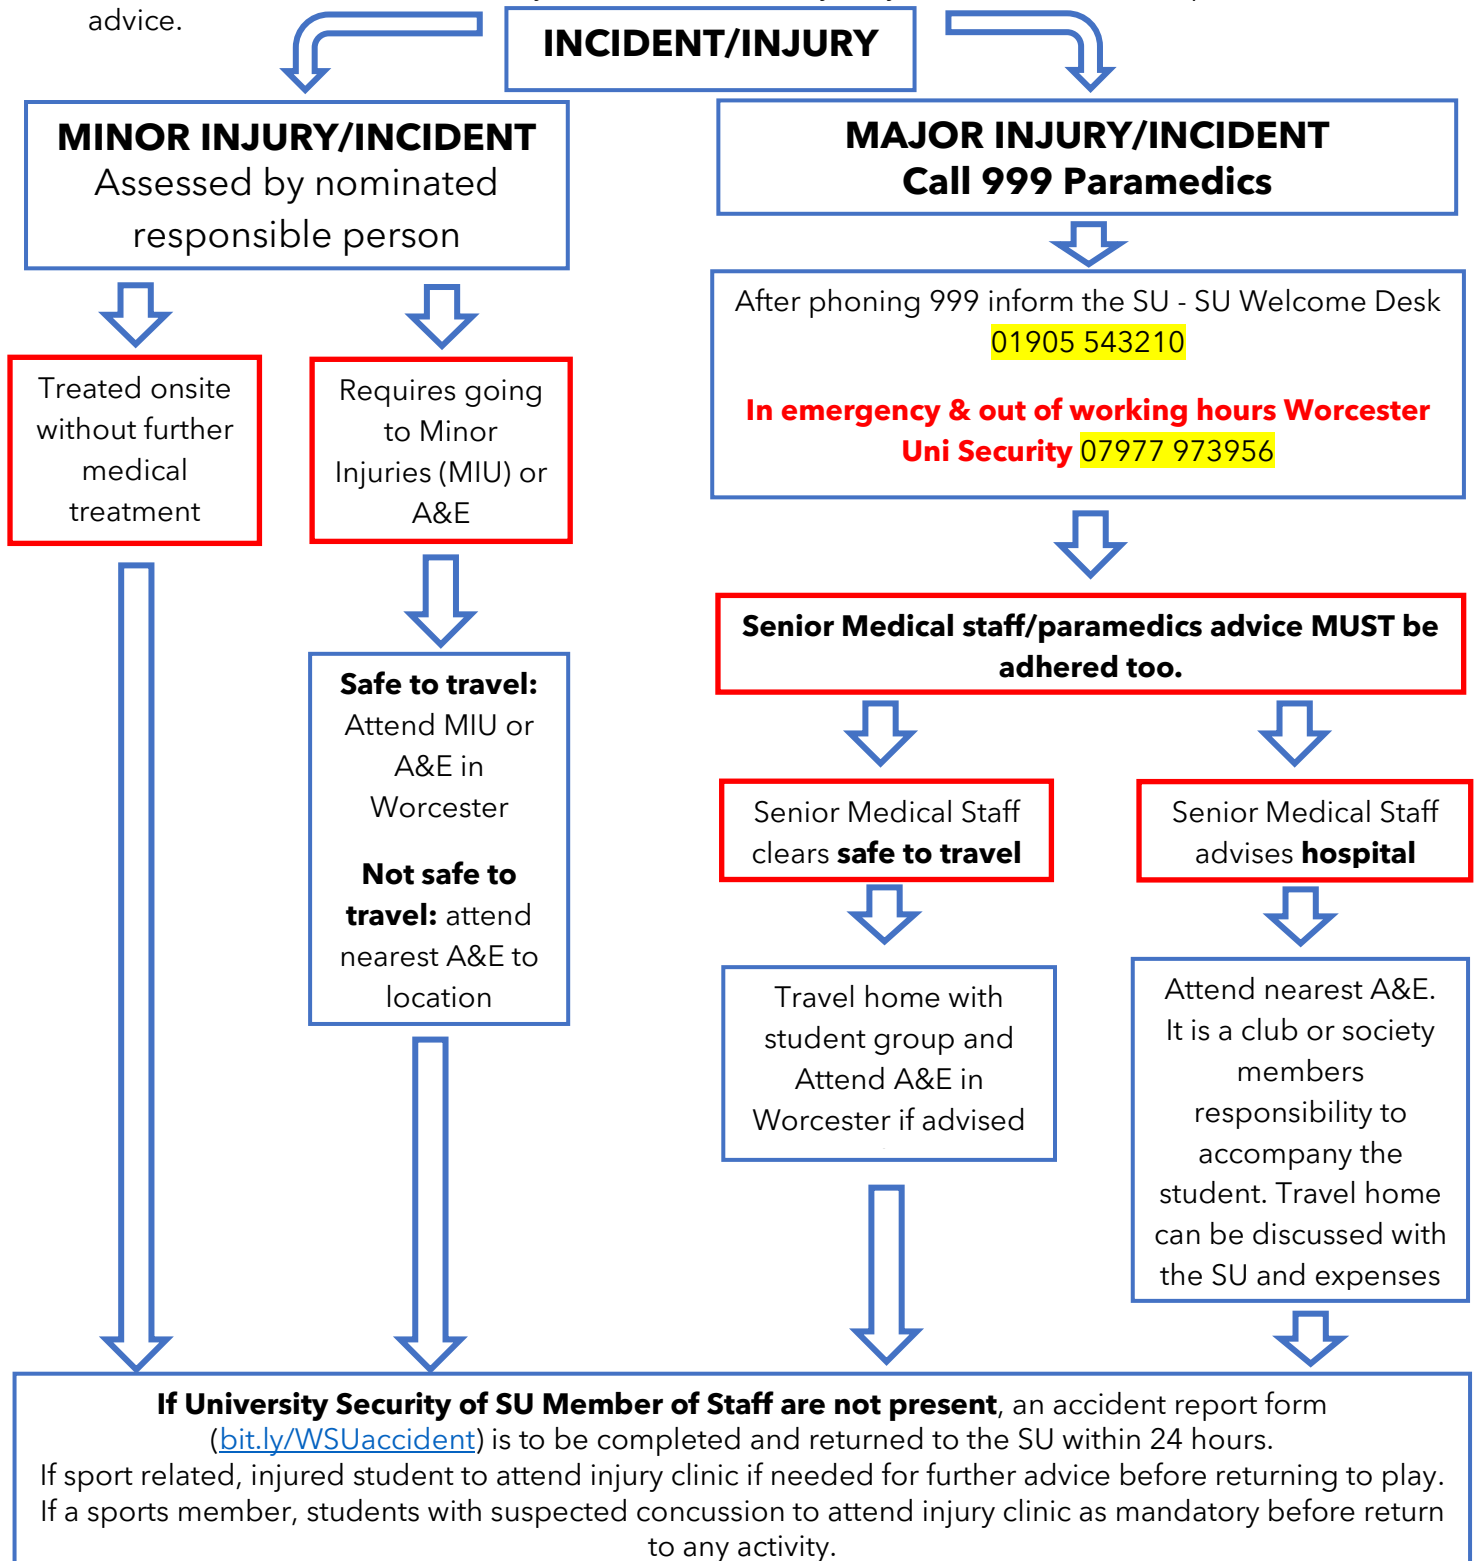 advice.
INCIDENT/INJURY
MINOR INJURY/INCIDENT
Assessed by nominated
responsible person
MAJOR INJURY/INCIDENT
Call 999 Paramedics
After phoning 999 inform the SU - SU Welcome Desk
01905 543210
In emergency & out of working hours Worcester
Uni Security 07977 973956
Treated onsite
without further
medical
treatment
Requires going
to Minor
Injuries (MIU) or
A&E
Safe to travel:
Attend MIU or
A&E in
Worcester
Not safe to
travel: attend
nearest A&E to
location
Senior Medical staff/paramedics advice MUST be
adhered too.
Senior Medical Staff
clears safe to travel
Senior Medical Staff
advises hospital
Travel home with
student group and
Attend A&E in
Worcester if advised
Attend nearest A&E.
It is a club or society
members
responsibility to
accompany the
student. Travel home
can be discussed with
the SU and expenses
If University Security of SU Member of Staff are not present, an accident report form
(bit.ly/WSUaccident) is to be completed and returned to the SU within 24 hours.
If sport related, injured student to attend injury clinic if needed for further advice before returning to play.
If a sports member, students with suspected concussion to attend injury clinic as mandatory before return
to any activity.